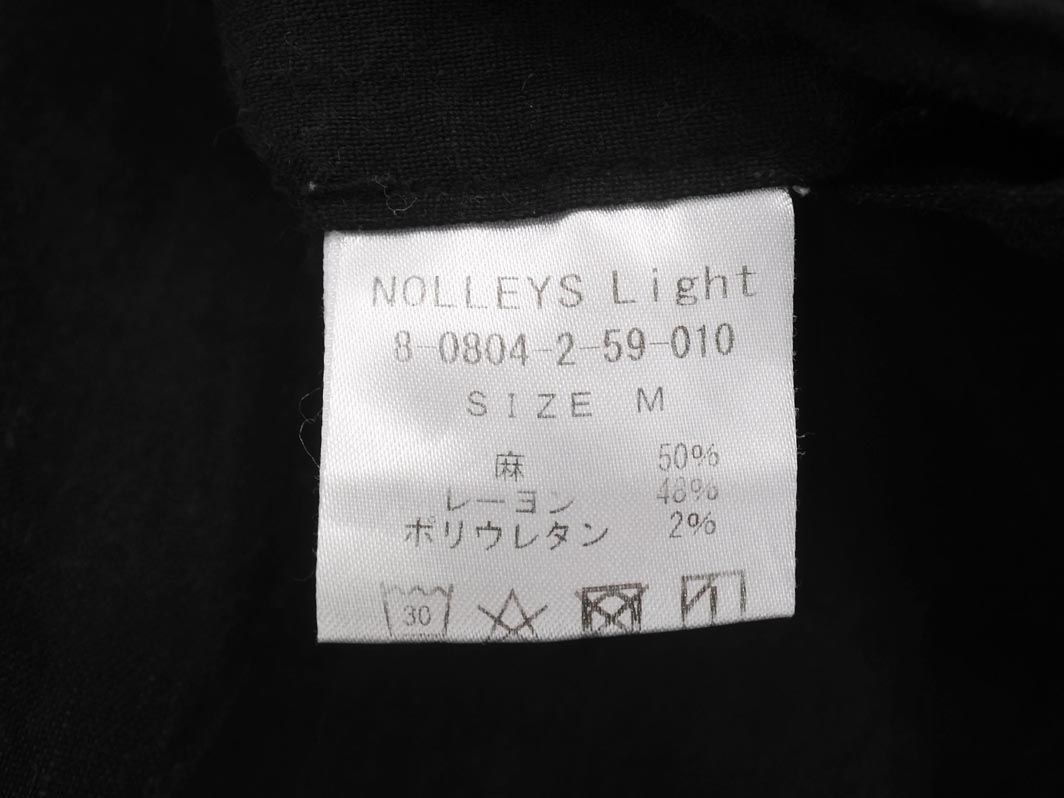 NOLLEYS Light
8-0804-2-59-010
SIZE M
麻 50%
レーヨン 48%
ポリウレタン 2%
30